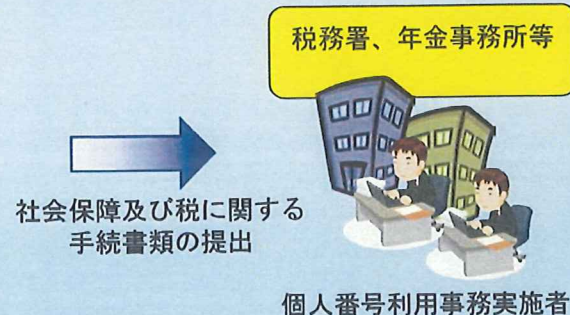 税務署、年金事務所等
社会保障及び税に関する
手続書類の提出
個人番号利用事務実施者